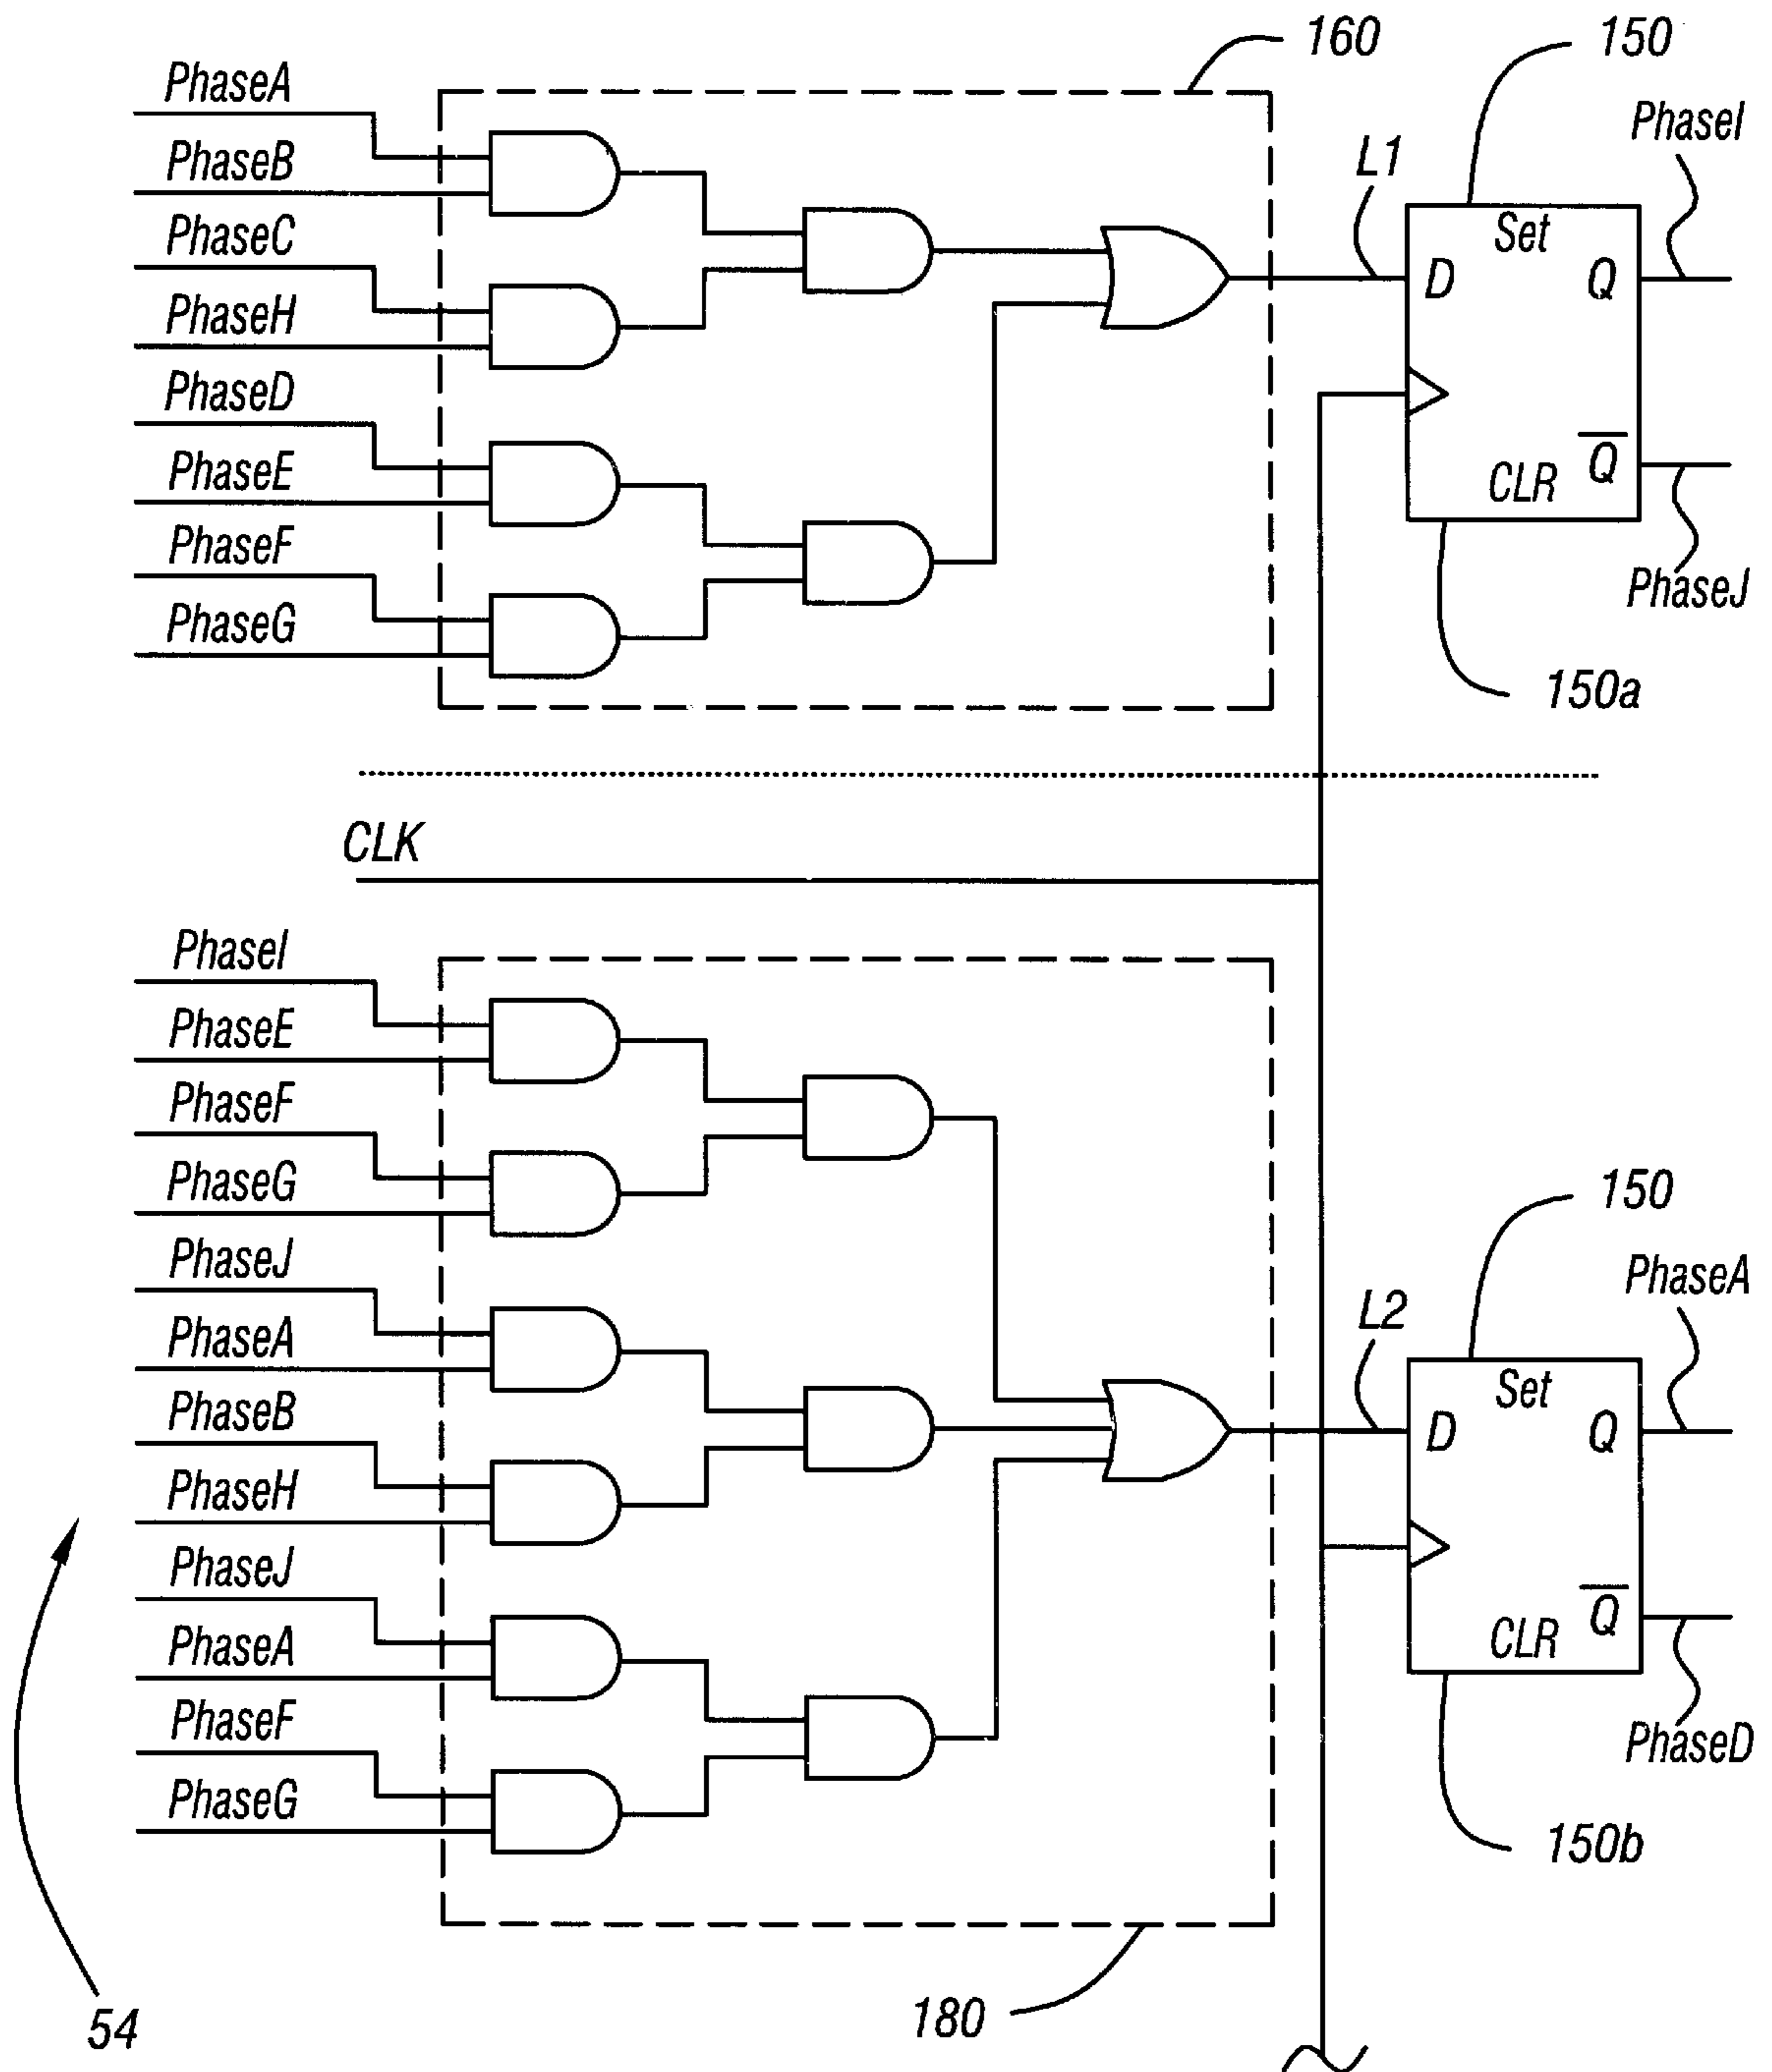 160
150
PhaseA
PhaseI
PhaseB
L1
PhaseC
Set
D
Q
PhaseH
PhaseD
Q
PhaseE
CLR
PhaseF
PhaseJ
PhaseG
150a
CLK
PhaseI
PhaseE
PhaseF
PhaseG
150
PhaseJ
PhaseA
L2
PhaseA
Set
PhaseB
D
Q
PhaseH
PhaseJ
Q
PhaseA
CLR
PhaseF
PhaseD
PhaseG
150b
180
54